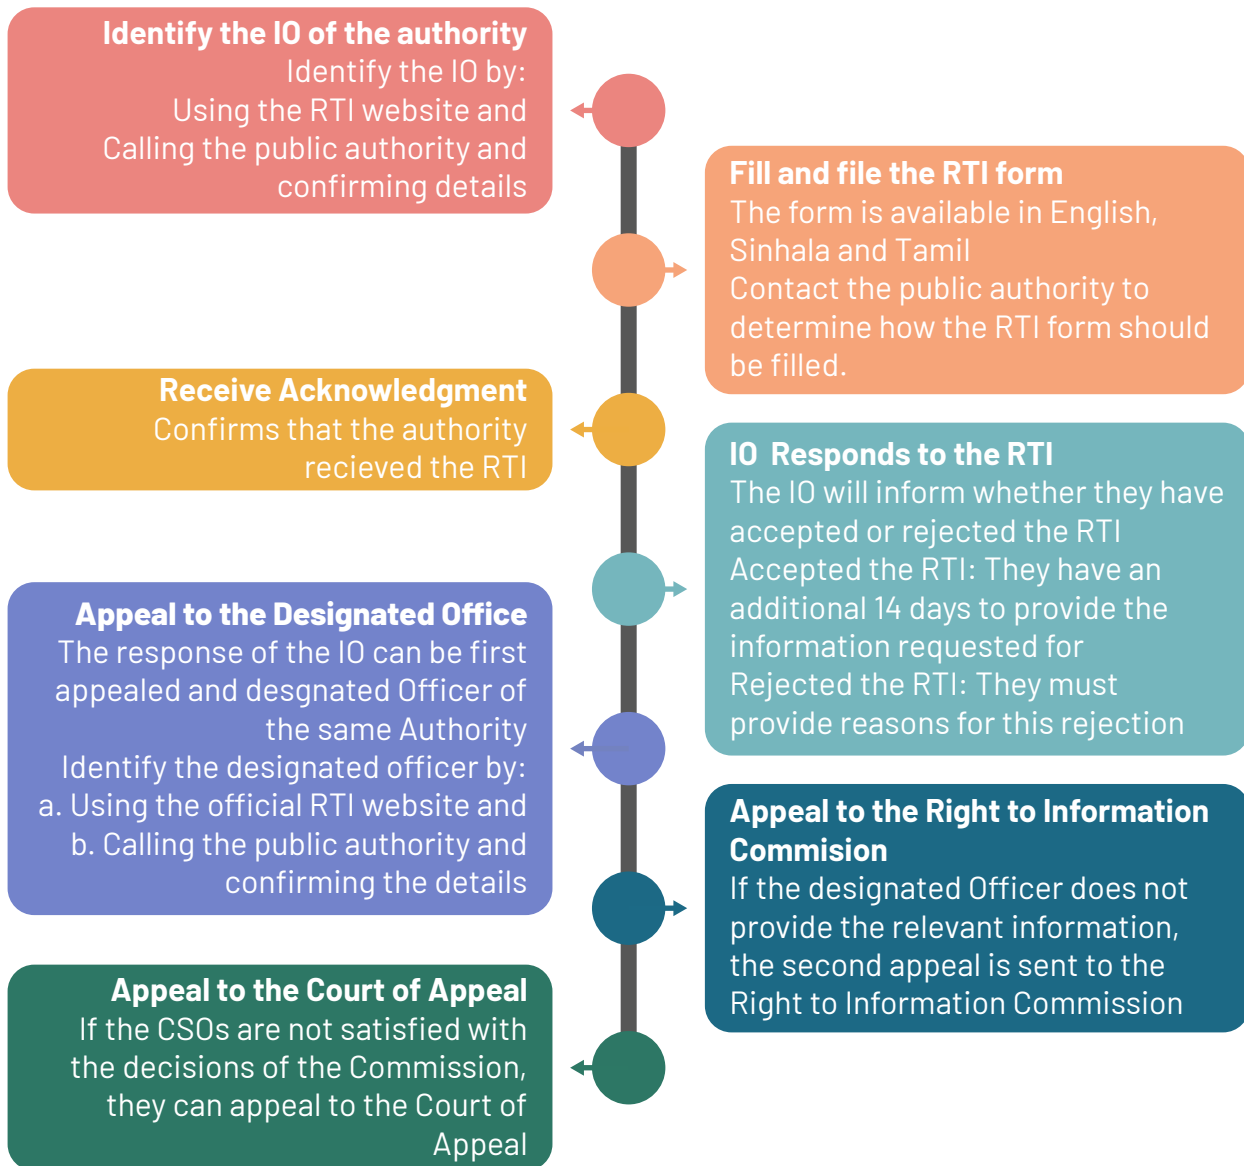 Identify the IO of the authority
Identify the IO by:
Using the RTI website and
Calling the public authority and
confirming details
Fill and file the RTI form
The form is available in English,
Sinhala and Tamil
Contact the public authority to
determine how the RTI form should
be filled.
Receive Acknowledgment
Confirms that the authority
recieved the RTI
IO Responds to the RTI
The IO will inform whether they have
accepted or rejected the RTI
Accepted the RTI: They have an
additional 14 days to provide the
information requested for
Rejected the RTI: They must
provide reasons for this rejection
Appeal to the Designated Office
The response of the IO can be first
appealed and desgnated Officer of
the same Authority
Identify the designated officer by:
a. Using the official RTI website and
b. Calling the public authority and
confirming the details
Appeal to the Right to Information
Commision
If the designated Officer does not
provide the relevant information,
the second appeal is sent to the
Right to Information Commission
Appeal to the Court of Appeal
If the CSOs are not satisfied with
the decisions of the Commission,
they can appeal to the Court of
Appeal